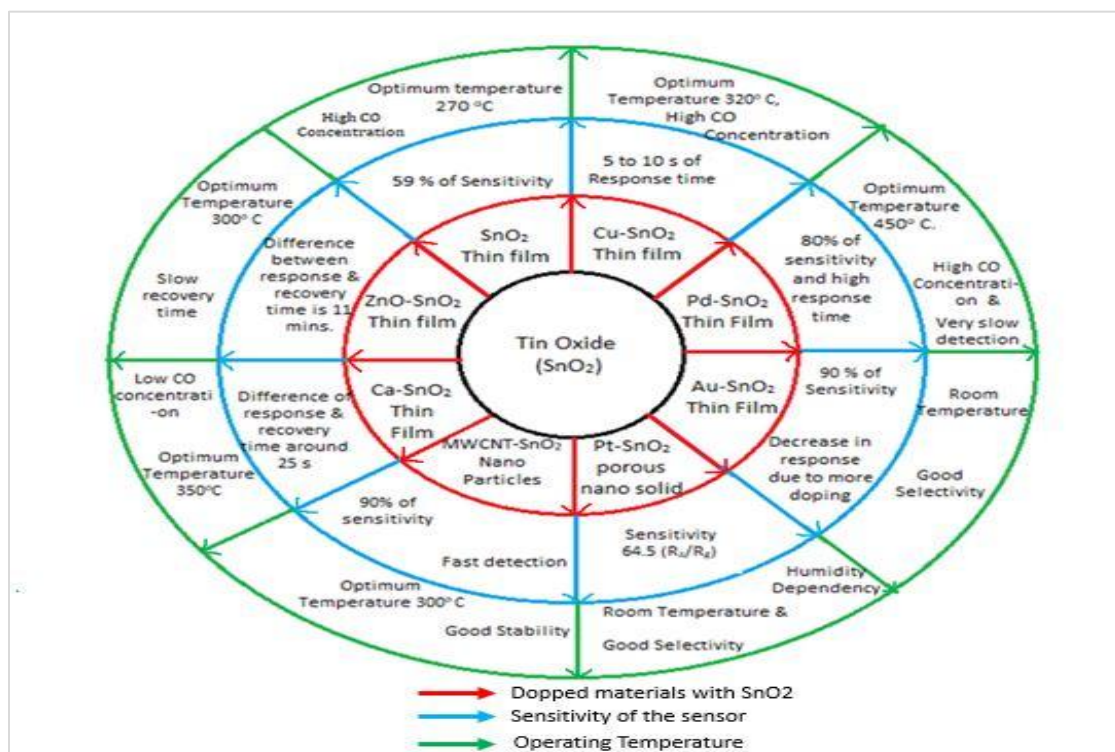 Optimum temperature
270 °C
High CO
Concentration
Optimum
Temperature 320° C,
High CO
Concentration
59 % of Sensitivity
5 to 10 s of
Response time
SnO₂
Thin film
Cu-SnO₂
Thin film
Optimum
Temperature
450° C.
High CO
Concentrati-
on &
Very slow
detection
80% of
sensitivity
and high
response
time
Pd-SnO₂
Thin Film
Optimum
Temperature
300° C
Slow
recovery
time
Difference
between
response &
recovery
time is 11
mins.
ZnO-SnO₂
Thin film
Tin Oxide
(SnO₂)
Au-SnO₂
Thin Film
90 % of
Sensitivity
Decrease in
response
due to more
doping
Room
Temperature
Good
Selectivity
Humidity
Dependency
Low CO
concentrati
-on
Optimum
Temperature
350°C
Difference of
response &
recovery
time around
25 s
Ca-SnO₂
Thin
Film
MWCNT-SnO₂
Nano
Particles
90% of
sensitivity
Fast detection
Optimum
Temperature 300°C
Good Stability
Pt-SnO₂
porous
nano solid
Sensitivity
64.5 (Rₐ/R𝗀)
Room Temperature &
Good Selectivity
Dopped materials with SnO2
Sensitivity of the sensor
Operating Temperature